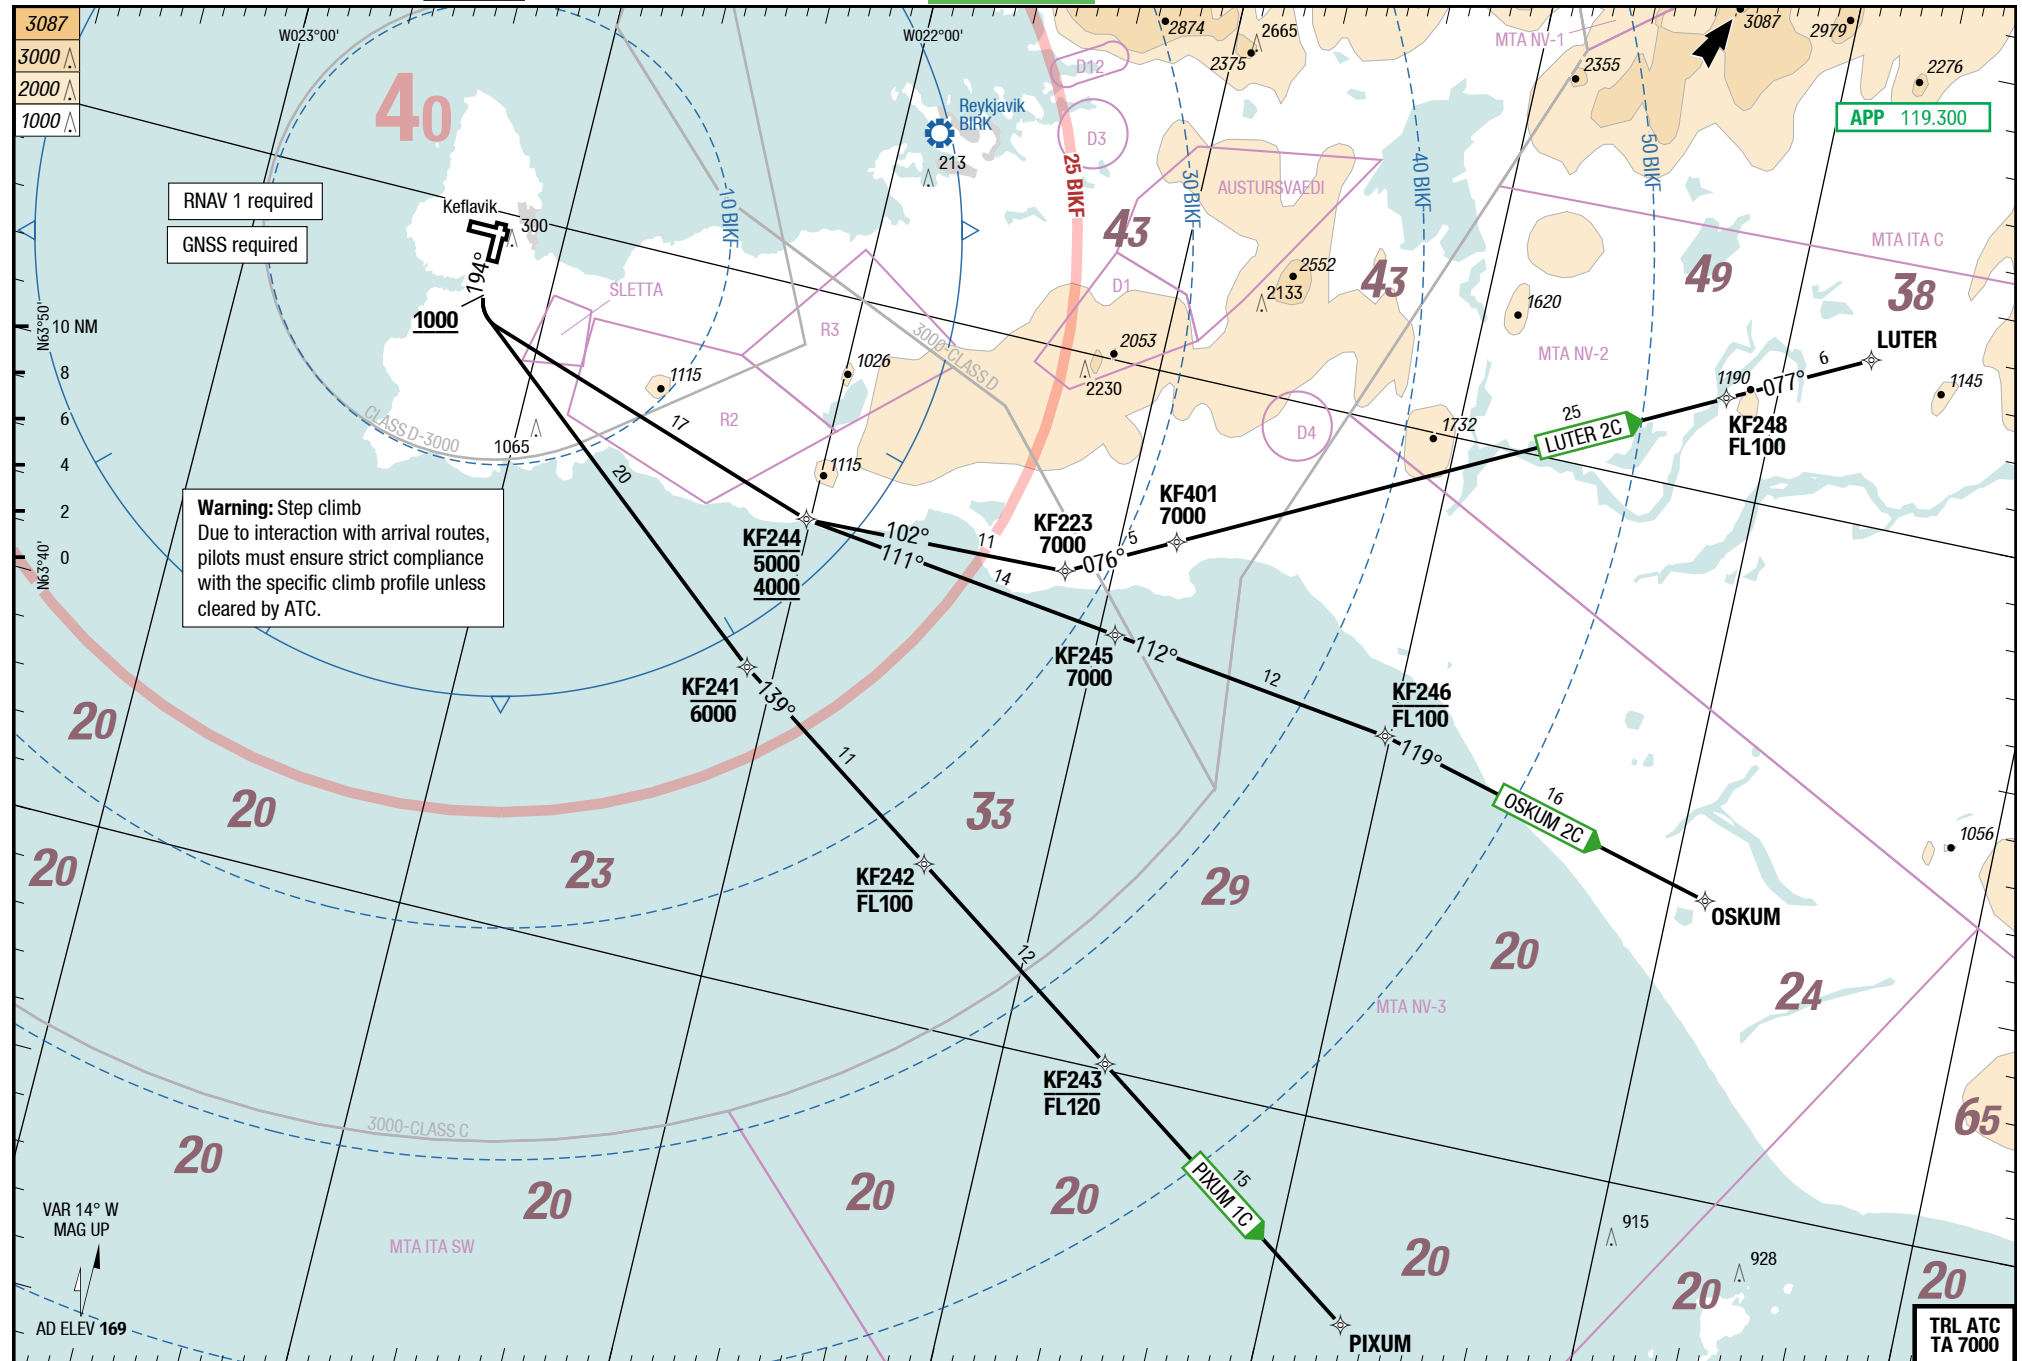 3087
3000
2000
1000
W023°00'
W022°00'
40
RNAV 1 required
GNSS required
Keflavik
300
194°
1000
N63°50'
10 NM
8
6
4
2
0
N63°40'
Reykjavik
BIRK
213
10 BIKF
25 BIKF
30 BIKF
40 BIKF
50 BIKF
D12
D3
2874
2665
2375
MTA NV-1
2355
3087
2979
2276
APP 119.300
AUSTURSVAEDI
43
43
49
38
MTA ITA C
D1
2552
2133
1620
MTA NV-2
SLETTA
R3
3000-CLASS D
1026
1115
R2
CLASS D-3000
1065
1115
2053
2230
D4
1732
LUTER
6
077°
1190
KF248
FL100
1145
25
LUTER 2C
17
20
Warning: Step climb
Due to interaction with arrival routes,
pilots must ensure strict compliance
with the specific climb profile unless
cleared by ATC.
KF244
5000
4000
102°
11
111°
14
KF223
7000
076°
5
KF401
7000
KF245
7000
112°
12
KF246
FL100
119°
16
OSKUM 2C
OSKUM
KF241
6000
139°
11
KF242
FL100
12
KF243
FL120
15
PIXUM 1C
PIXUM
20
20
20
23
33
29
20
24
1056
MTA NV-3
65
3000-CLASS C
20
20
20
20
20
20
20
MTA ITA SW
915
928
VAR 14° W
MAG UP
AD ELEV 169
TRL ATC
TA 7000